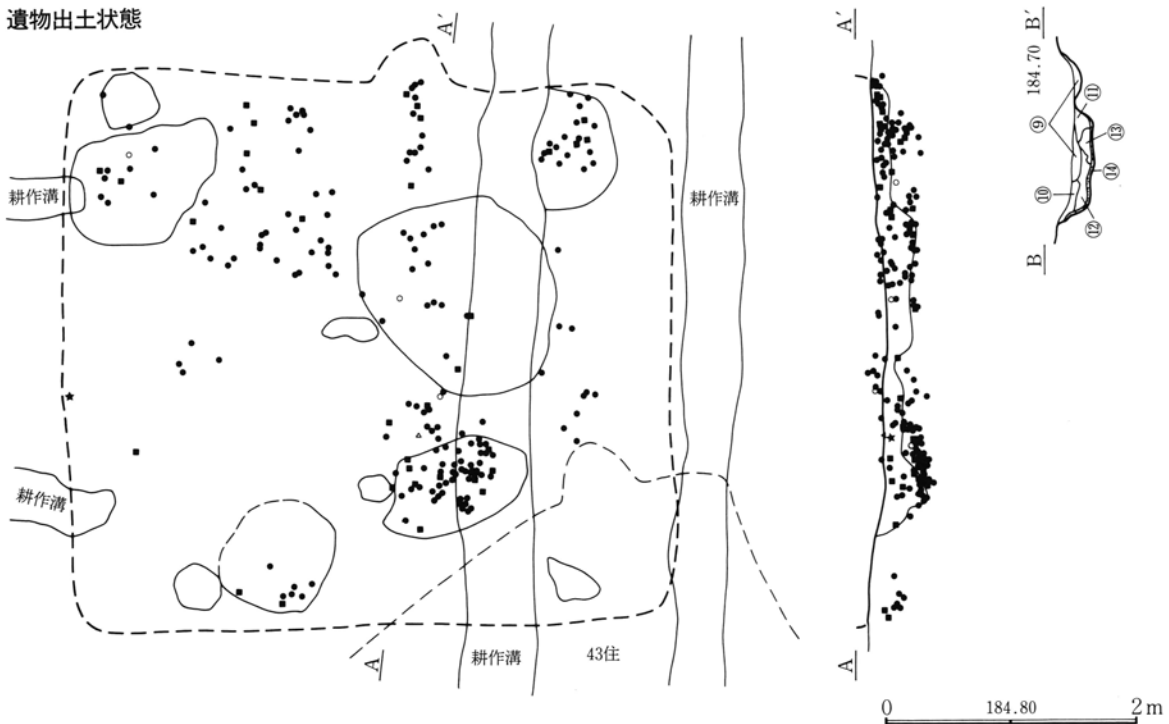 遺物出土状態
A′
A′
B′
184.70
⑨
⑪
⑬
⑭
⑩
⑫
B
耕作溝
耕作溝
耕作溝
A
耕作溝
43住
A
0 184.80 2m